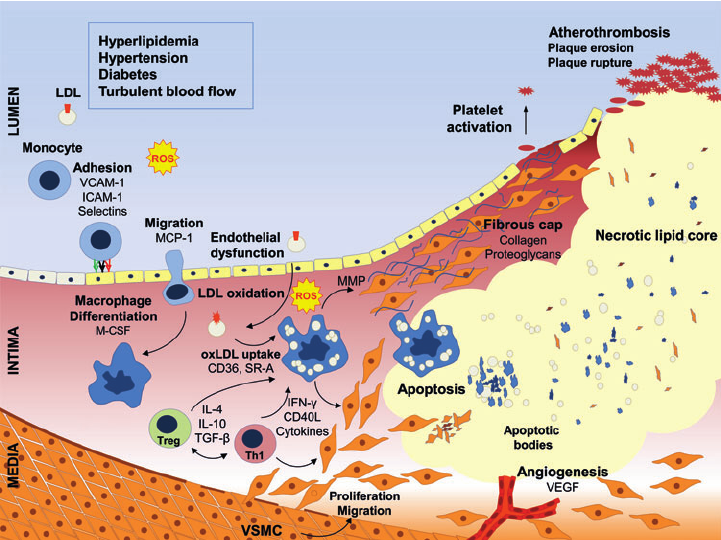 Hyperlipidemia
Hypertension
Diabetes
Turbulent blood flow
Atherothrombosis
Plaque erosion
Plaque rupture
LUMEN
LDL
Monocyte
ROS
Adhesion
VCAM-1
ICAM-1
Selectins
Migration
MCP-1
Endothelial
dysfunction
Platelet
activation
Fibrous cap
Collagen
Proteoglycans
Necrotic lipid core
INTIMA
Macrophage
Differentiation
M-CSF
LDL oxidation
ROS
MMP
oxLDL uptake
CD36, SR-A
Apoptosis
IL-4
IL-10
TGF-β
Treg
Th1
IFN-γ
CD40L
Cytokines
Apoptotic
bodies
Angiogenesis
VEGF
MEDIA
Proliferation
Migration
VSMC